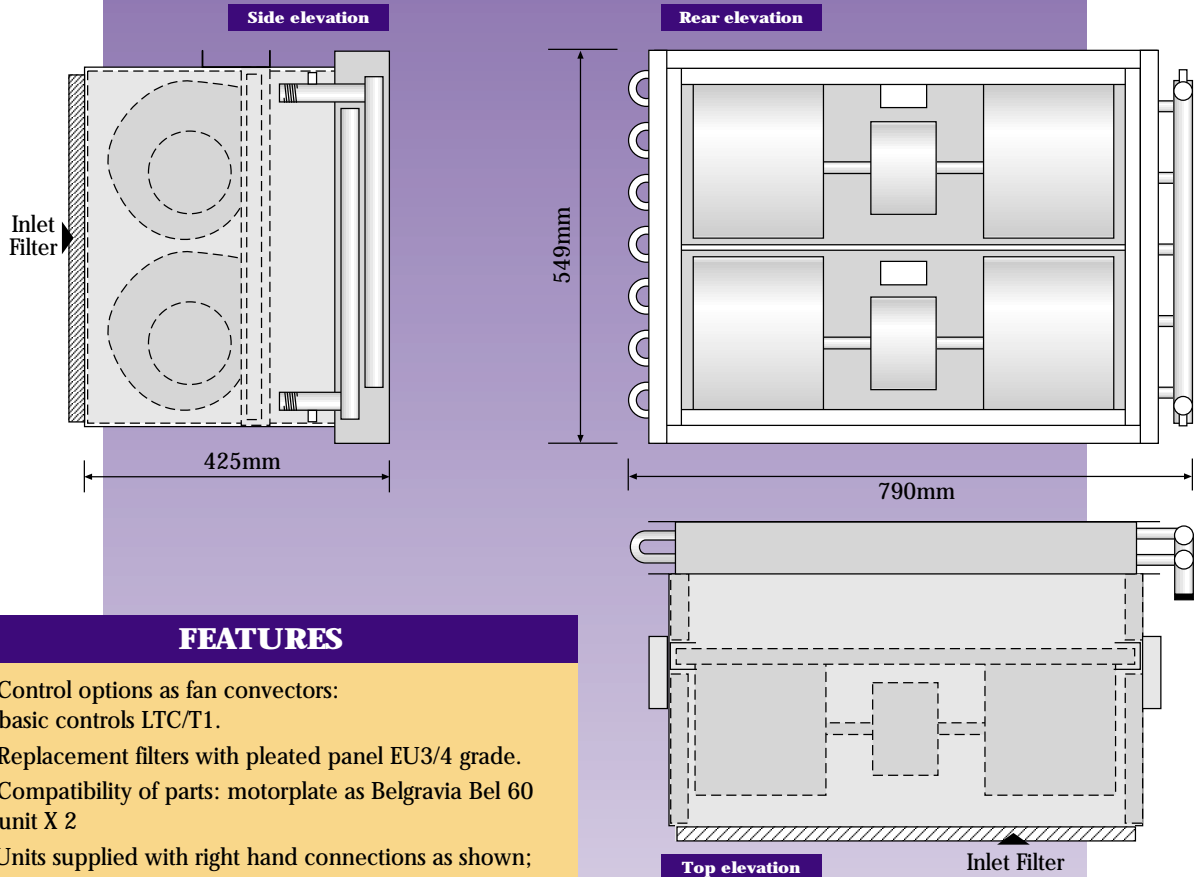 Side elevation
Rear elevation
Inlet
Filter
549mm
425mm
790mm
FEATURES
Control options as fan convectors:
basic controls LTC/T1.
Replacement filters with pleated panel EU3/4 grade.
Compatibility of parts: motorplate as Belgravia Bel 60
unit X 2
Units supplied with right hand connections as shown;
Top elevation
Inlet Filter